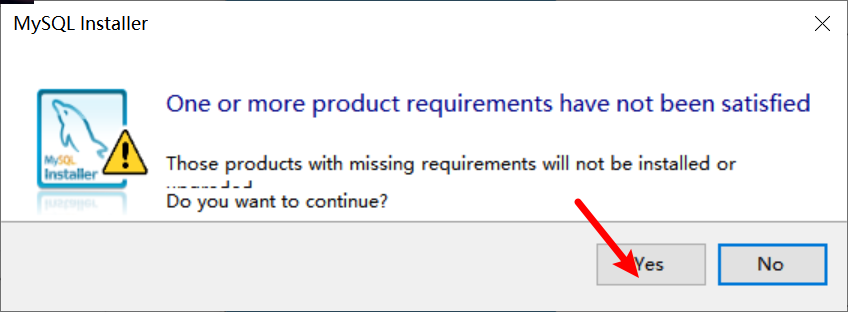 MySQL Installer
One or more product requirements have not been satisfied
MySQL
Installer
Those products with missing requirements will not be installed or
upgraded.
Do you want to continue?
Yes
No